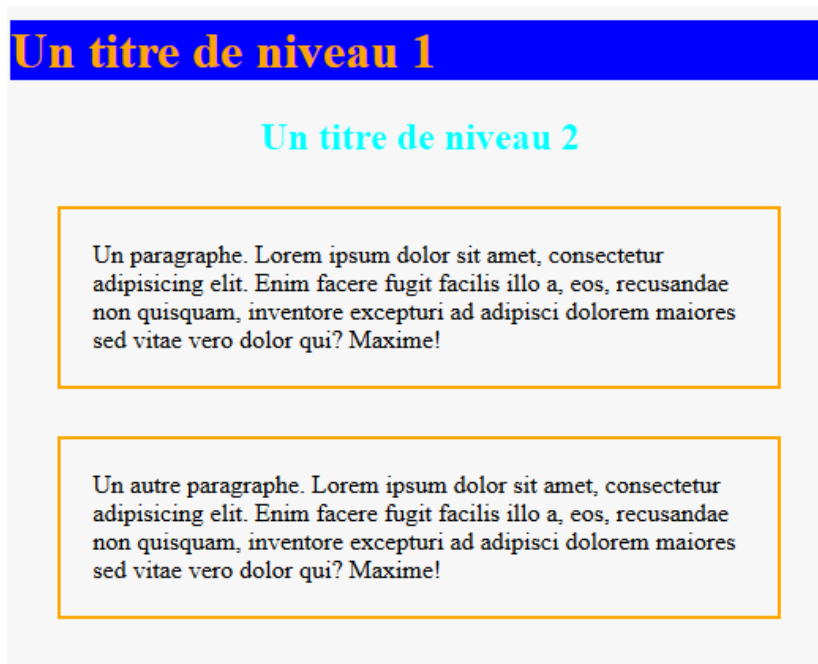 Un titre de niveau 1
Un titre de niveau 2
Un paragraphe. Lorem ipsum dolor sit amet, consectetur
adipisicing elit. Enim facere fugit facilis illo a, eos, recusandae
non quisquam, inventore excepturi ad adipisci dolorem maiores
sed vitae vero dolor qui? Maxime!
Un autre paragraphe. Lorem ipsum dolor sit amet, consectetur
adipisicing elit. Enim facere fugit facilis illo a, eos, recusandae
non quisquam, inventore excepturi ad adipisci dolorem maiores
sed vitae vero dolor qui? Maxime!